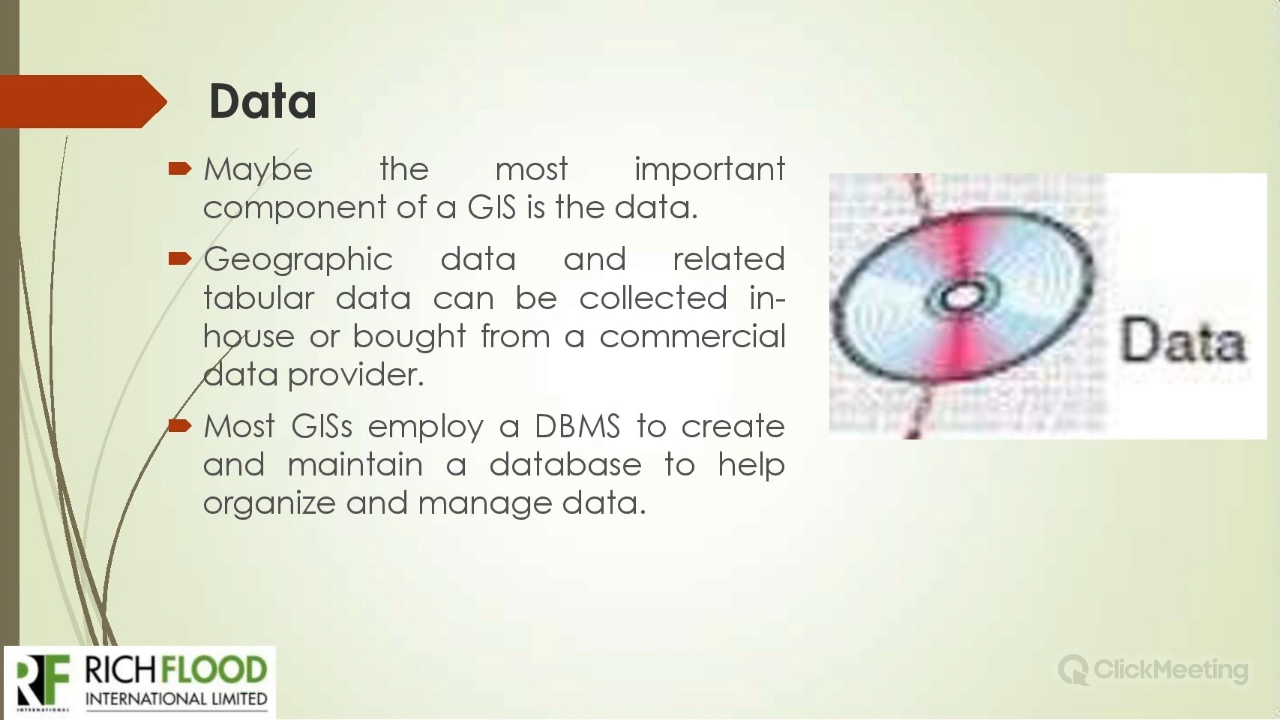 Data
Maybe the most important
component of a GIS is the data.
Geographic data and related
tabular data can be collected in-
house or bought from a commercial
data provider.
Most GISs employ a DBMS to create
and maintain a database to help
organize and manage data.
Data
RF
INTERNATIONAL
RICHFLOOD
INTERNATIONAL LIMITED
ClickMeeting